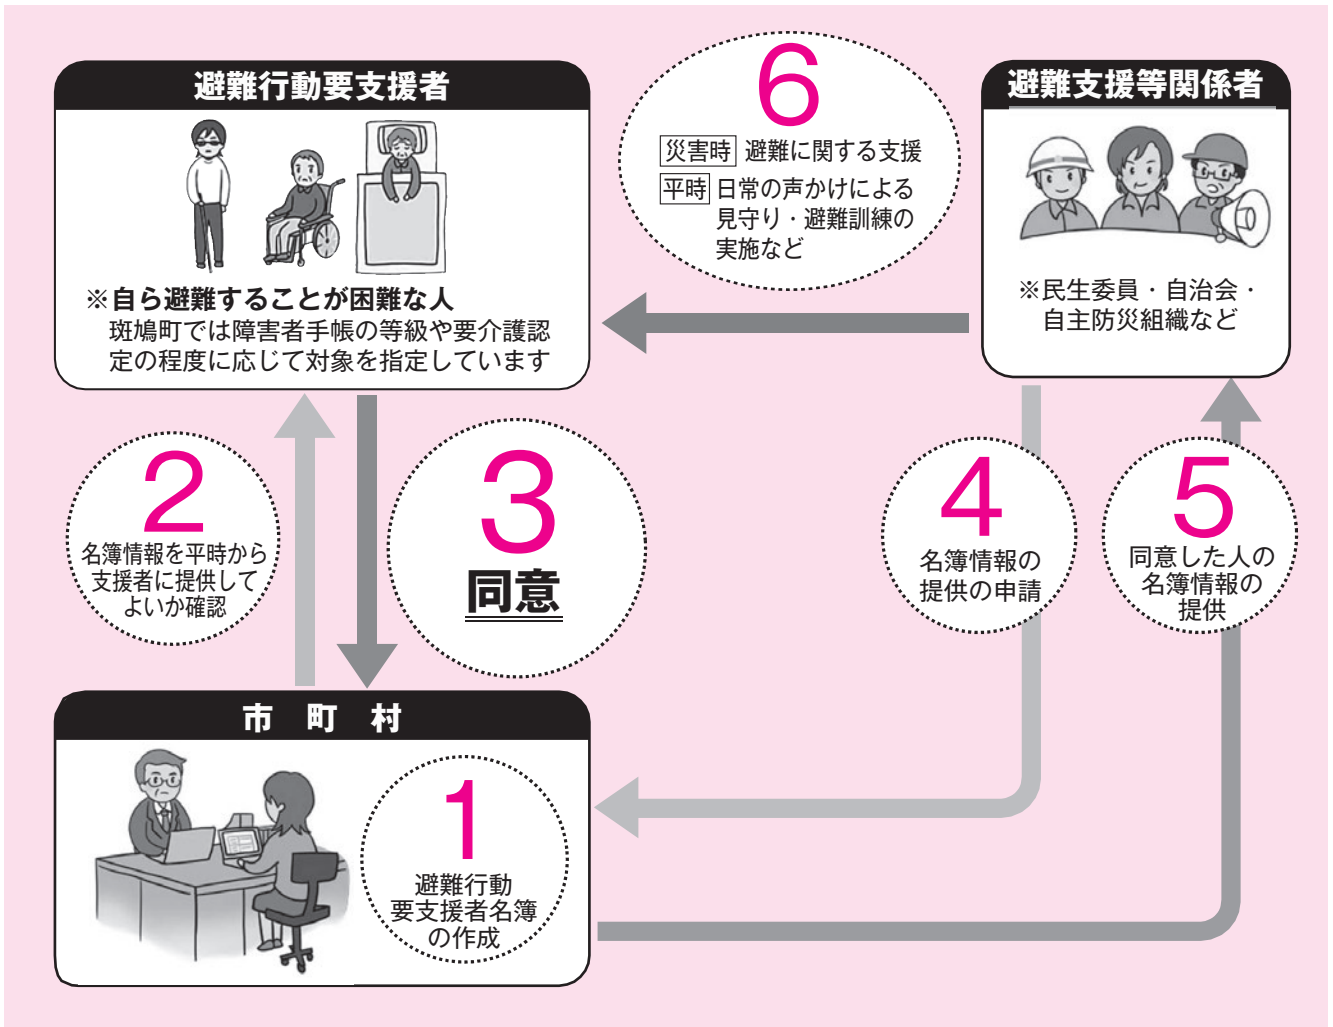 避難行動要支援者
※自ら避難することが困難な人
斑鳩町では障害者手帳の等級や要介護認
定の程度に応じて対象を指定しています
6
災害時 避難に関する支援
平時 日常の声かけによる
見守り・避難訓練の
実施など
避難支援等関係者
※民生委員・自治会・
自主防災組織など
2
名簿情報を平時から
支援者に提供して
よいか確認
3
同意
4
名簿情報の
提供の申請
5
同意した人の
名簿情報の
提供
市町村
1
避難行動
要支援者名簿
の作成